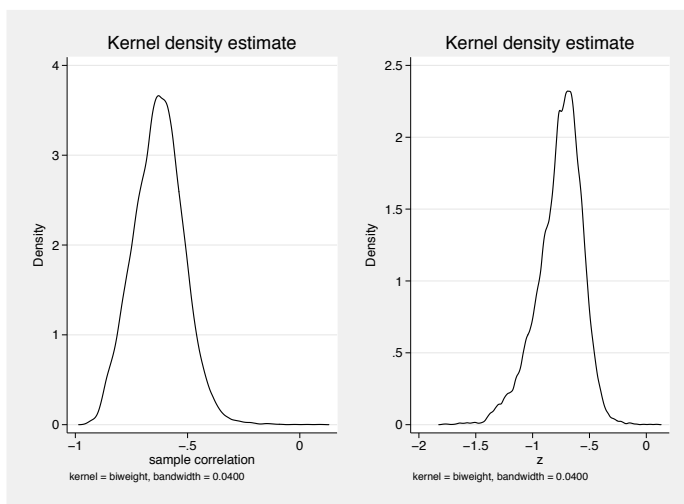 Kernel density estimate
4
3
2
1
0
Density
−1
−.5
0
sample correlation
kernel = biweight, bandwidth = 0.0400
Kernel density estimate
2.5
2
1.5
1
.5
0
Density
−2
−1.5
−1
−.5
0
z
kernel = biweight, bandwidth = 0.0400